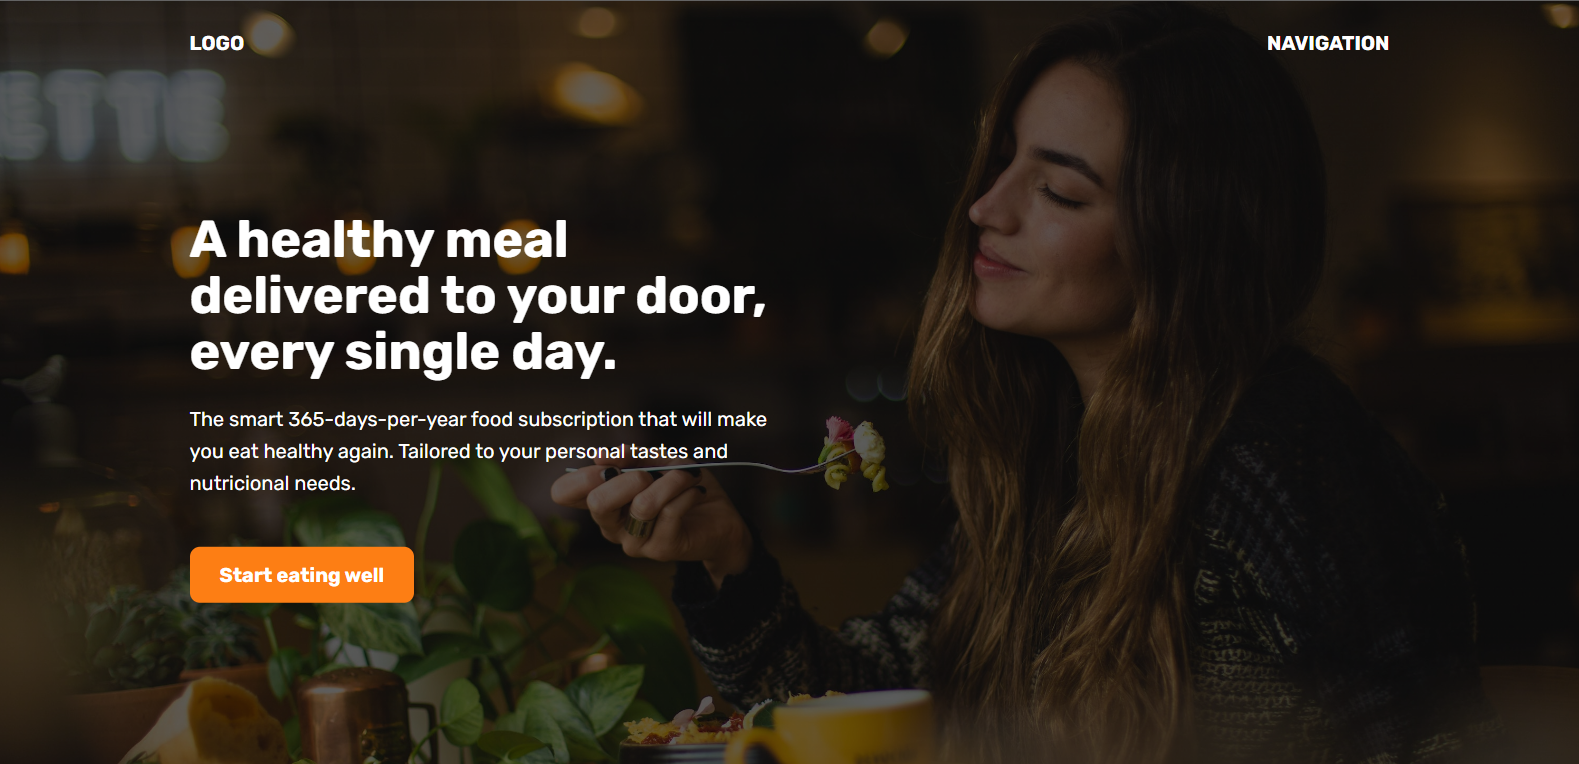 LOGO
NAVIGATION
ETTE
A healthy meal
delivered to your door,
every single day.
The smart 365-days-per-year food subscription that will make
you eat healthy again. Tailored to your personal tastes and
nutricional needs.
Start eating well